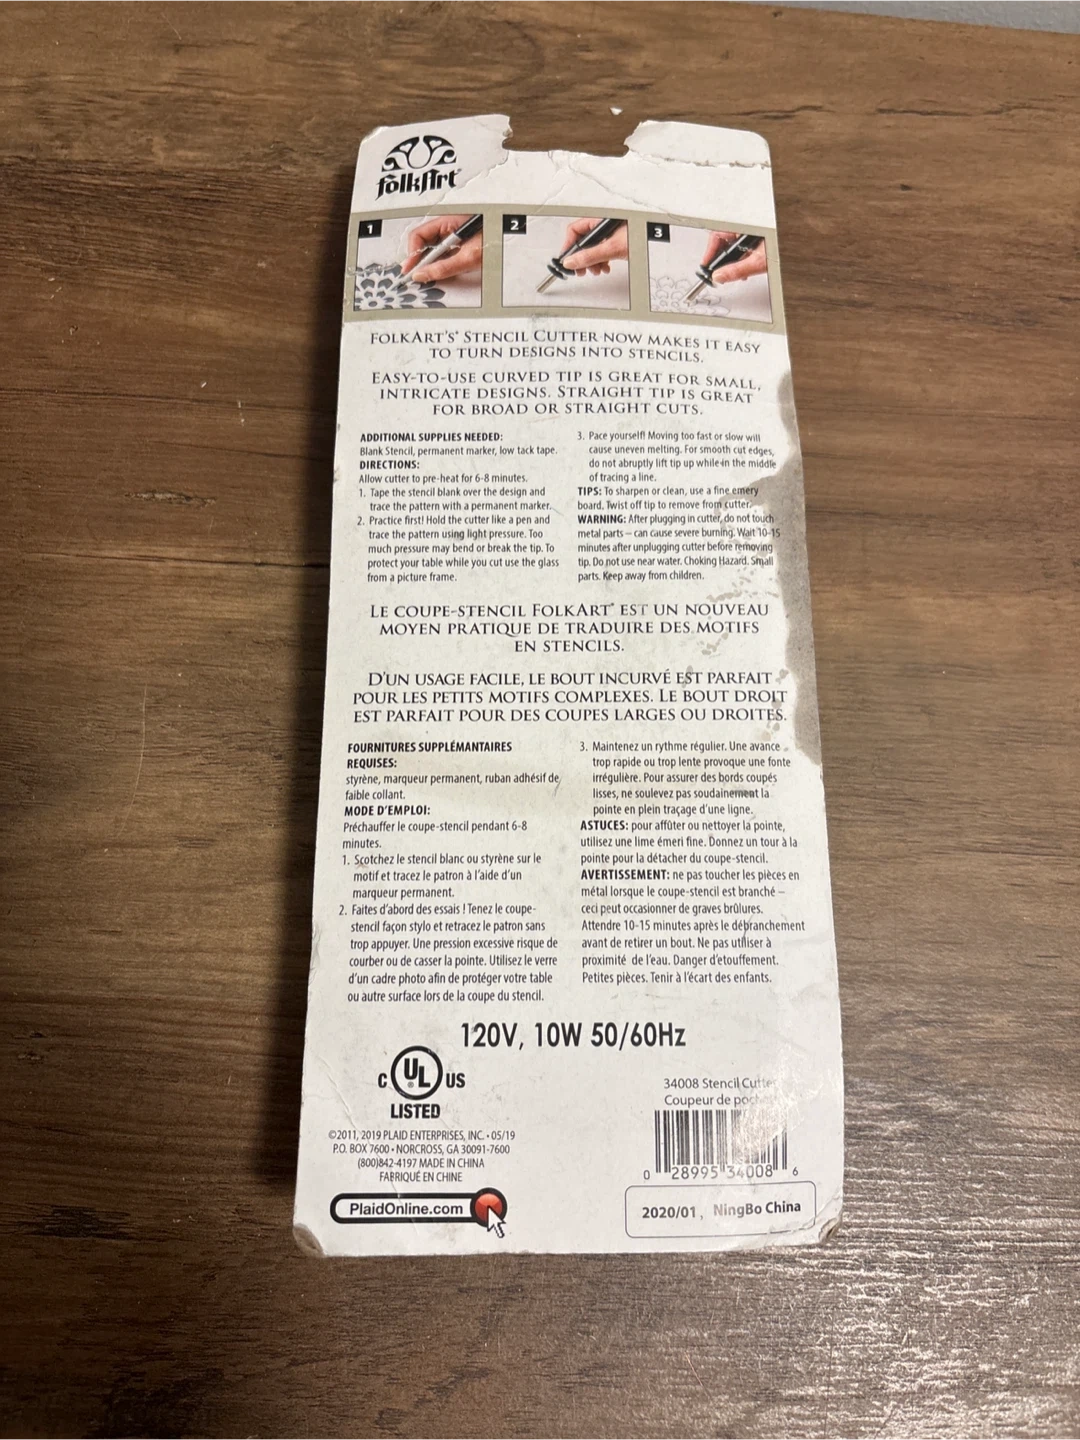 folkArt
1
2
3
FOLKART'S® STENCIL CUTTER NOW MAKES IT EASY
TO TURN DESIGNS INTO STENCILS.
EASY-TO-USE CURVED TIP IS GREAT FOR SMALL,
INTRICATE DESIGNS. STRAIGHT TIP IS GREAT
FOR BROAD OR STRAIGHT CUTS.
ADDITIONAL SUPPLIES NEEDED:
Blank Stencil, permanent marker, low tack tape.
DIRECTIONS:
Allow cutter to pre-heat for 6-8 minutes.
1. Tape the stencil blank over the design and
trace the pattern with a permanent marker.
2. Practice first! Hold the cutter like a pen and
trace the pattern using light pressure. Too
much pressure may bend or break the tip. To
protect your table while you cut use the glass
from a picture frame.
3. Pace yourself! Moving too fast or slow will
cause uneven melting. For smooth cut edges,
do not abruptly lift tip up while in the middle
of tracing a line.
TIPS: To sharpen or clean, use a fine emery
board. Twist off tip to remove from cutter.
WARNING: After plugging in cutter, do not touch
metal parts – can cause severe burning. Wait 10-15
minutes after unplugging cutter before removing
tip. Do not use near water. Choking Hazard. Small
parts. Keep away from children.
LE COUPE-STENCIL FOLKART® EST UN NOUVEAU
MOYEN PRATIQUE DE TRADUIRE DES MOTIFS
EN STENCILS.
D'UN USAGE FACILE, LE BOUT INCURVÉ EST PARFAIT
POUR LES PETITS MOTIFS COMPLEXES. LE BOUT DROIT
EST PARFAIT POUR DES COUPES LARGES OU DROITES.
FOURNITURES SUPPLÉMANTAIRES
REQUISES:
styrène, marqueur permanent, ruban adhésif de
faible collant.
MODE D'EMPLOI:
Préchauffer le coupe-stencil pendant 6-8
minutes.
1. Scotchez le stencil blanc ou styrène sur le
motif et tracez le patron à l'aide d'un
marqueur permanent.
2. Faites d'abord des essais ! Tenez le coupe-
stencil façon stylo et retracez le patron sans
trop appuyer. Une pression excessive risque de
courber ou de casser la pointe. Utilisez le verre
d'un cadre photo afin de protéger votre table
ou autre surface lors de la coupe du stencil.
3. Maintenez un rythme régulier. Une avance
trop rapide ou trop lente provoque une fonte
irrégulière. Pour assurer des bords coupés
lisses, ne soulevez pas soudainement la
pointe en plein traçage d'une ligne.
ASTUCES: pour affûter ou nettoyer la pointe,
utilisez une lime émeri fine. Donnez un tour à la
pointe pour la détacher du coupe-stencil.
AVERTISSEMENT: ne pas toucher les pièces en
métal lorsque le coupe-stencil est branché –
ceci peut occasionner de graves brûlures.
Attendre 10-15 minutes après le débranchement
avant de retirer un bout. Ne pas utiliser à
proximité de l'eau. Danger d'etouffement.
Petites pièces. Tenir à l'écart des enfants.
120V, 10W 50/60Hz
C UL US
LISTED
©2011, 2019 PLAID ENTERPRISES, INC. • 05/19
P.O. BOX 7600 • NORCROSS, GA 30091-7600
(800)842-4197 MADE IN CHINA
FABRIQUÉ EN CHINE
PlaidOnline.com
34008 Stencil Cutter
Coupeur de
0 28995 34008 6
2020/01, NingBo China